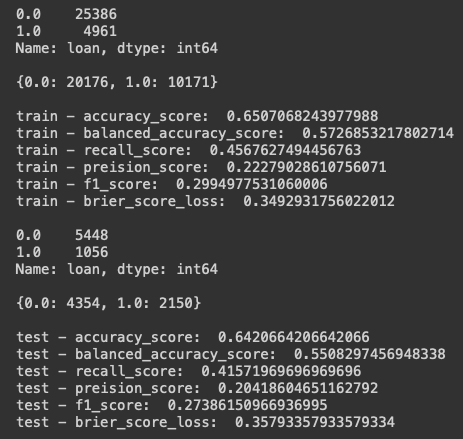 0.0    25386
1.0     4961
Name: loan, dtype: int64
{0.0: 20176, 1.0: 10171}
train - accuracy_score:  0.6507068243977988
train - balanced_accuracy_score:  0.5726853217802714
train - recall_score:  0.4567627494456763
train - preision_score:  0.22279028610756071
train - f1_score:  0.2994977531060006
train - brier_score_loss:  0.3492931756022012
0.0    5448
1.0    1056
Name: loan, dtype: int64
{0.0: 4354, 1.0: 2150}
test - accuracy_score:  0.6420664206642066
test - balanced_accuracy_score:  0.5508297456948338
test - recall_score:  0.41571969696969696
test - preision_score:  0.20418604651162792
test - f1_score:  0.27386150966936995
test - brier_score_loss:  0.35793357933579334